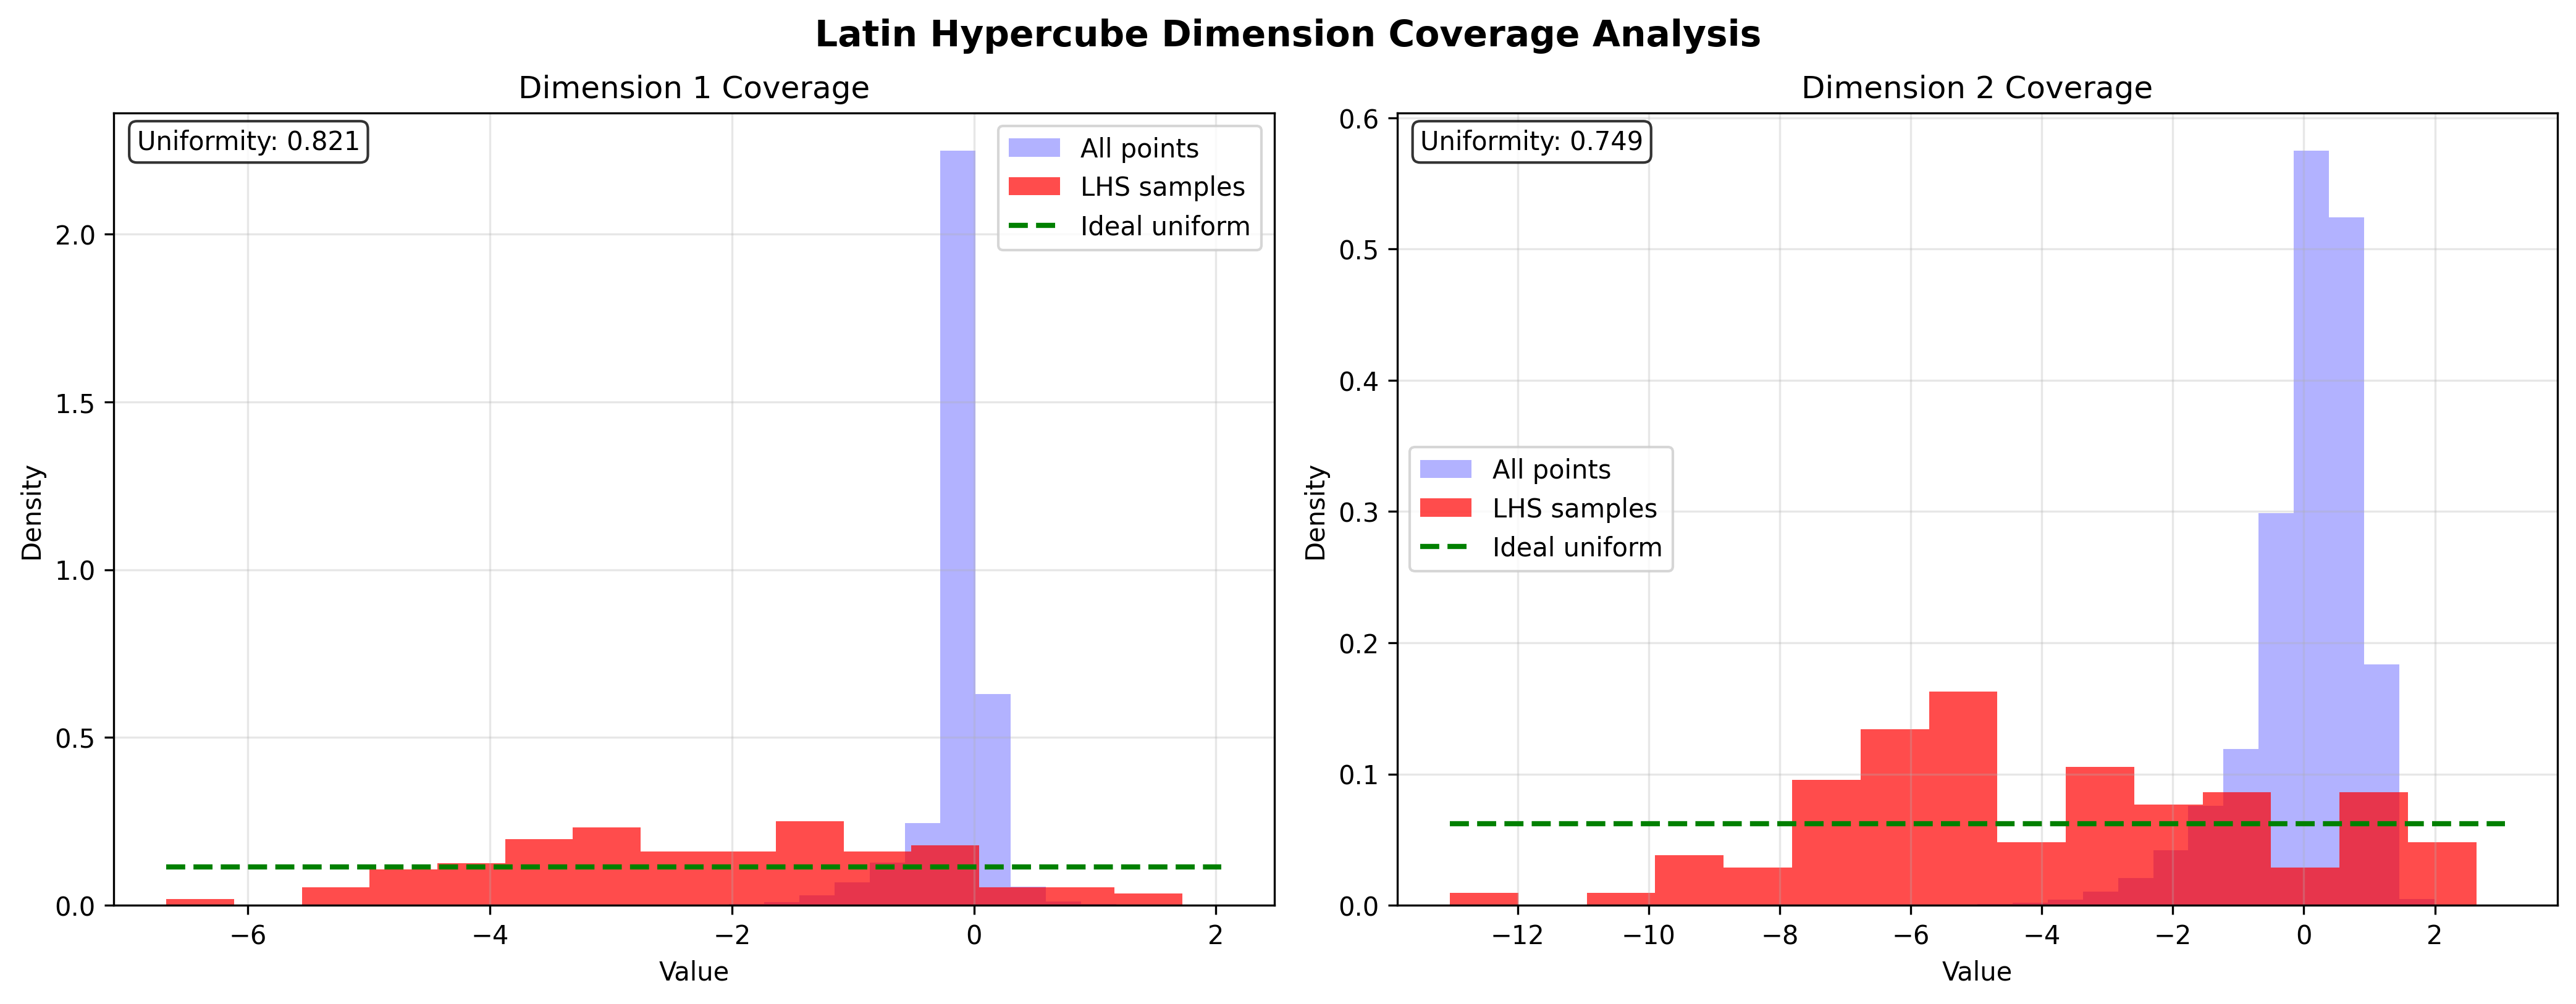 Latin Hypercube Dimension Coverage Analysis
Dimension 1 Coverage
Uniformity: 0.821
All points
LHS samples
Ideal uniform
Density
2.0
1.5
1.0
0.5
0.0
−6
−4
−2
0
2
Value
Dimension 2 Coverage
Uniformity: 0.749
All points
LHS samples
Ideal uniform
Density
0.6
0.5
0.4
0.3
0.2
0.1
0.0
−12
−10
−8
−6
−4
−2
0
2
Value